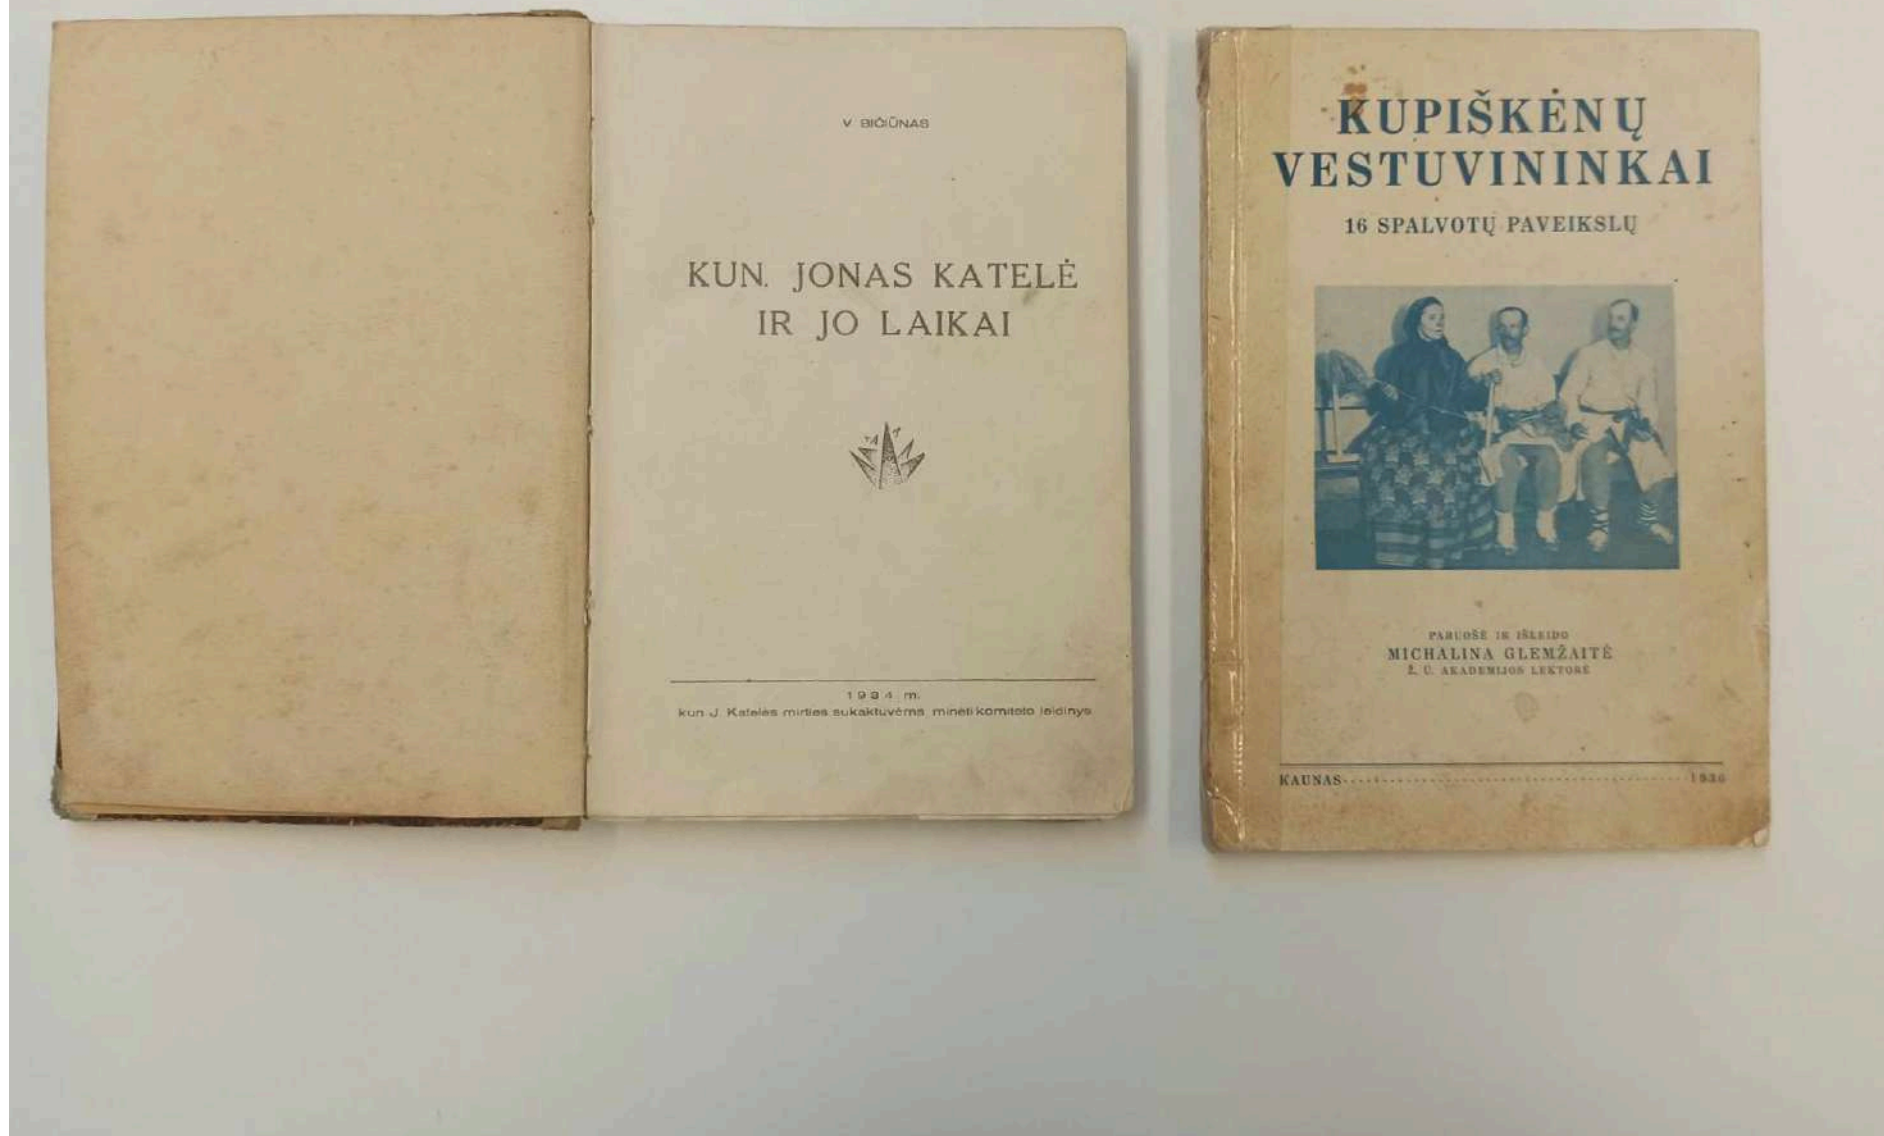 V BIČIŪNAS
KUN. JONAS KATELĖ
IR JO LAIKAI
1934 m.
kun J. Katelės mirties sukaktuvėms minėti komiteto leidinys
KUPIŠKĖNŲ
VESTUVININKAI
16 SPALVOTŲ PAVEIKSLŲ
PARUOŠĖ IR IŠLEIDO
MICHALINA GLEMŽAITĖ
Ž. Ū. AKADEMIJOS LEKTORĖ
KAUNAS 1936